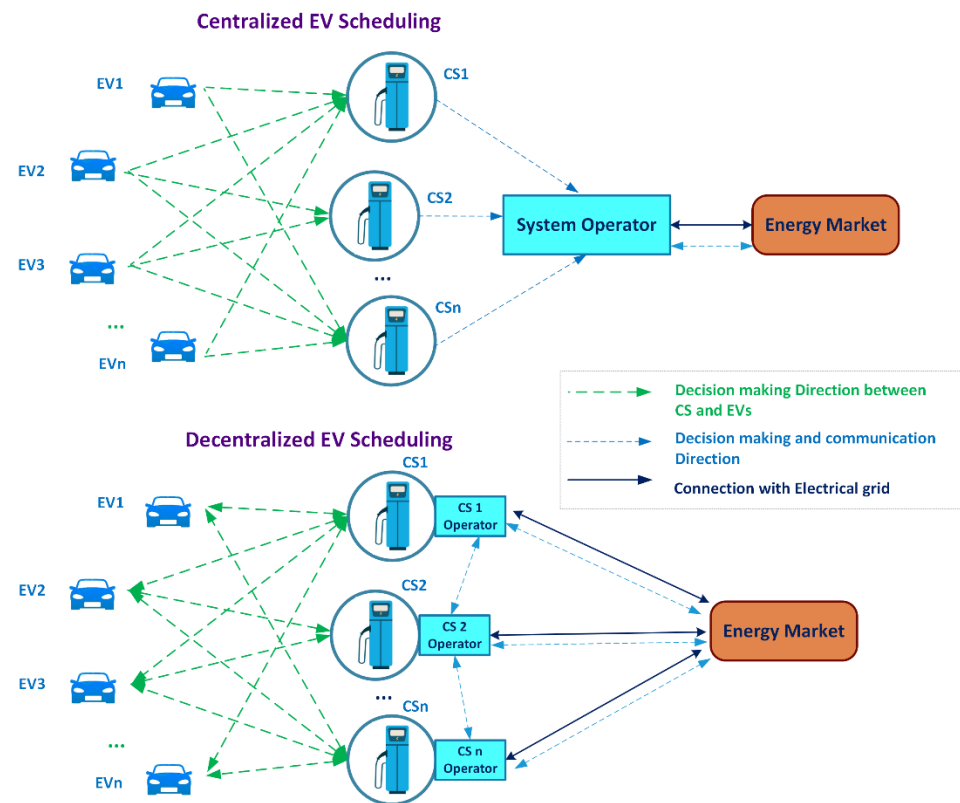 Centralized EV Scheduling
EV1
CS1
EV2
CS2
System Operator
Energy Market
EV3
...
CSn
...
EVn
Decision making Direction between
CS and EVs
Decision making and communication
Direction
Connection with Electrical grid
Decentralized EV Scheduling
CS1
EV1
CS 1
Operator
EV2
CS2
CS 2
Operator
Energy Market
EV3
...
CSn
...
CS n
Operator
EVn